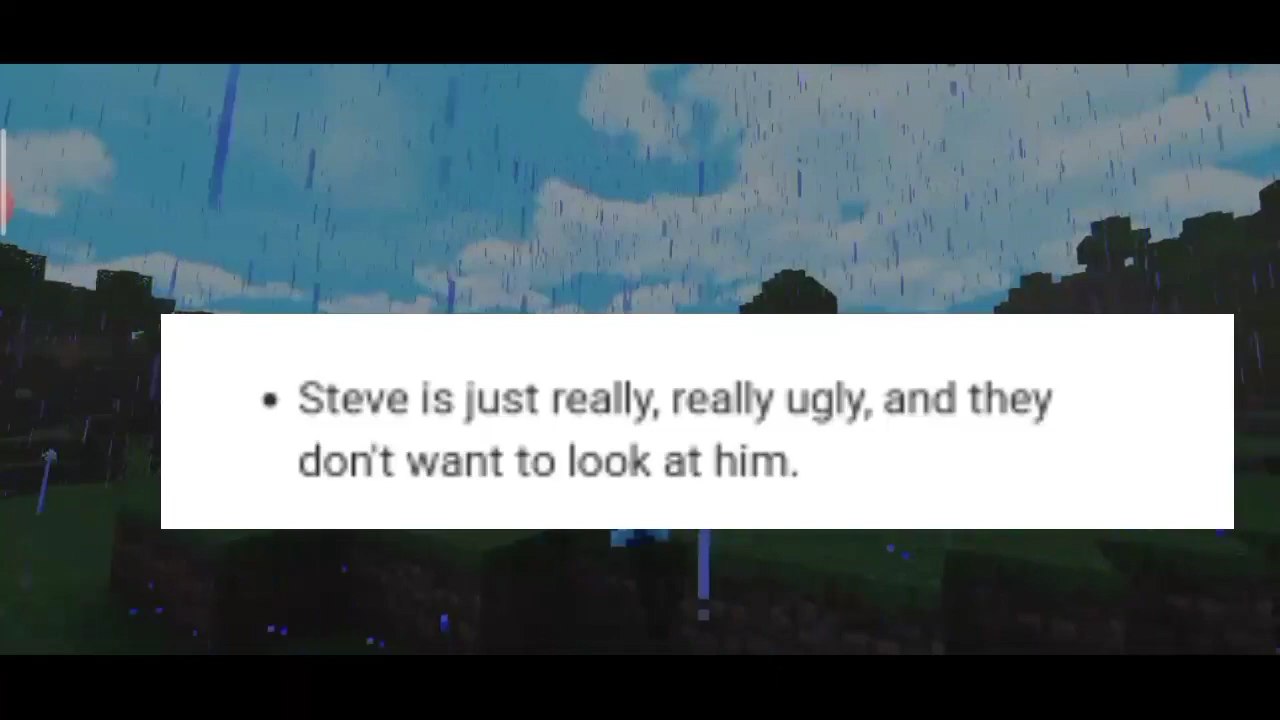 • Steve is just really, really ugly, and they
don't want to look at him.